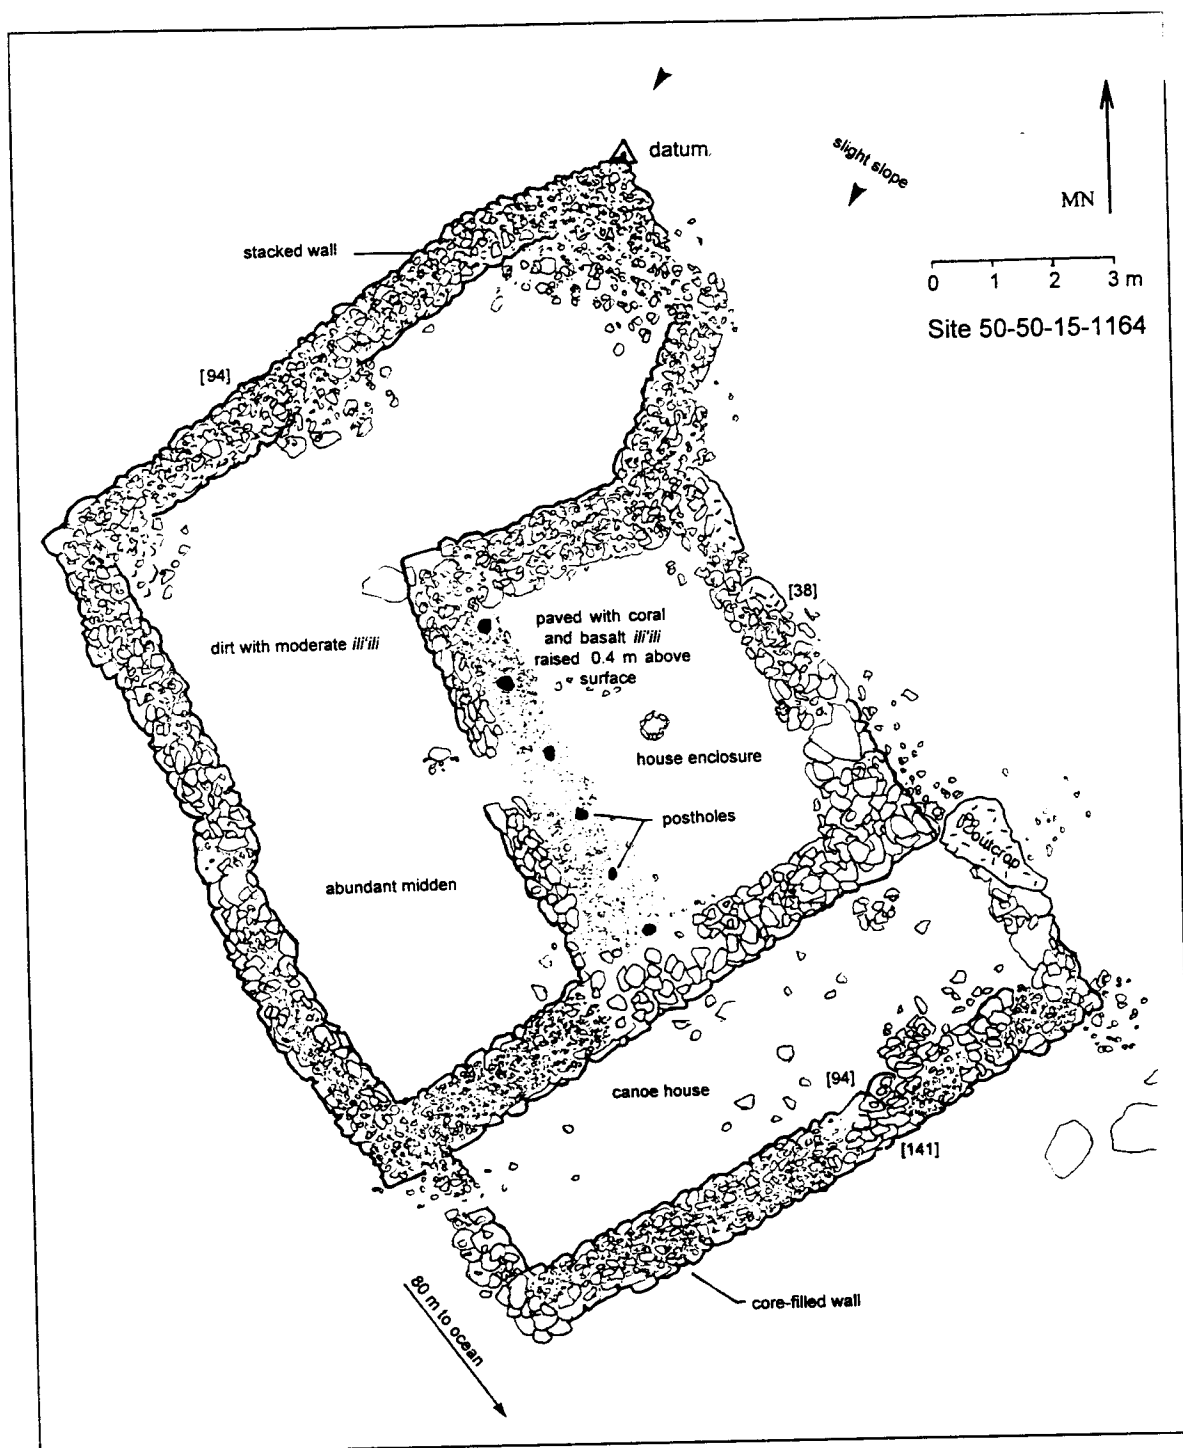 datum
slight slope
MN
stacked wall
0 1 2 3 m
Site 50-50-15-1164
[94]
[38]
paved with coral
and basalt ili'ili
raised 0.4 m above
surface
dirt with moderate ili'ili
house enclosure
postholes
outcrop
abundant midden
canoe house
[94]
[141]
80 m to ocean
core-filled wall